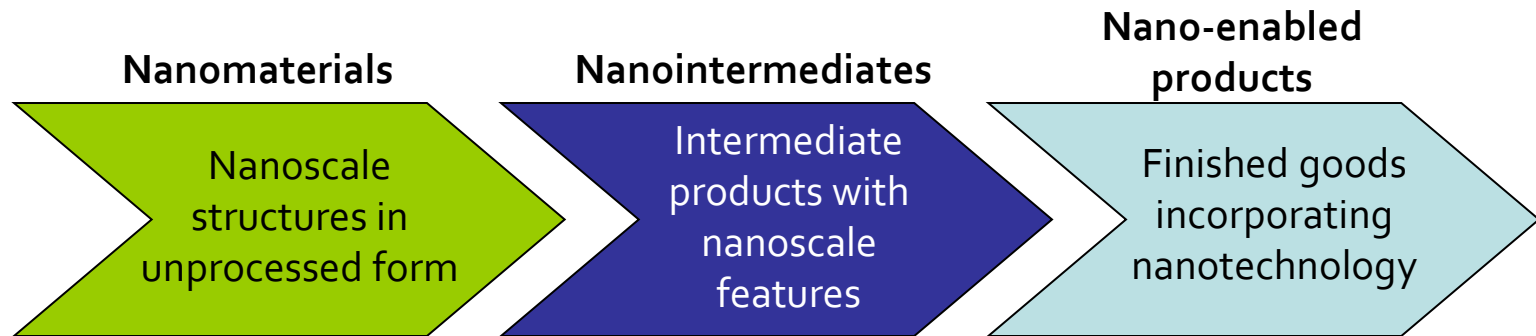 Nanomaterials
Nanoscale
structures in
unprocessed form
Nanointermediates
Intermediate
products with
nanoscale
features
Nano-enabled
products
Finished goods
incorporating
nanotechnology